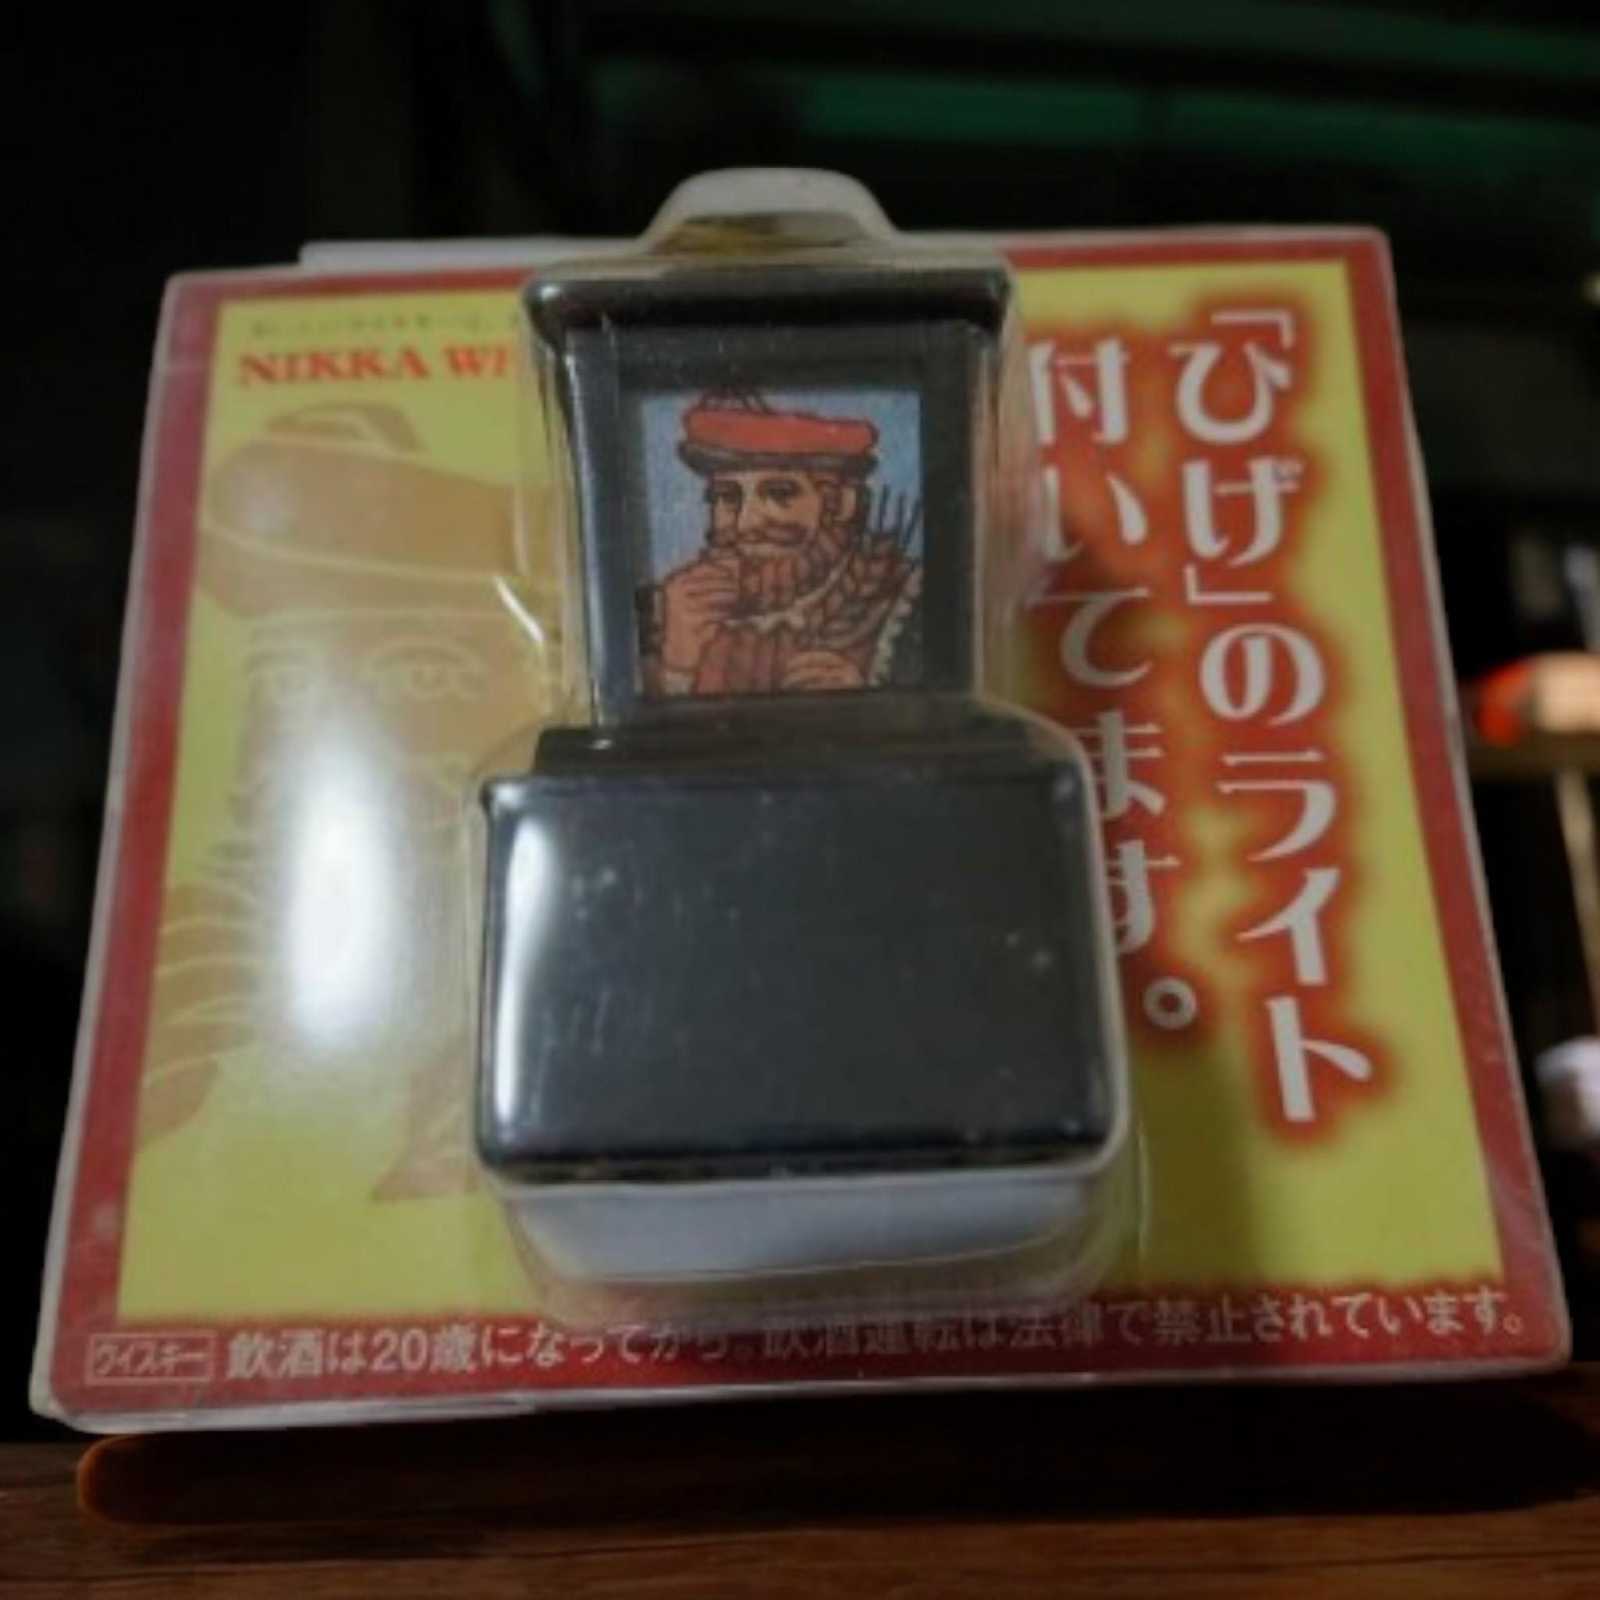 NIKKA WH
「ひげ」のライト
付いてます。
ウイスキー 飲酒は20歳になってから。飲酒運転は法律で禁止されています。